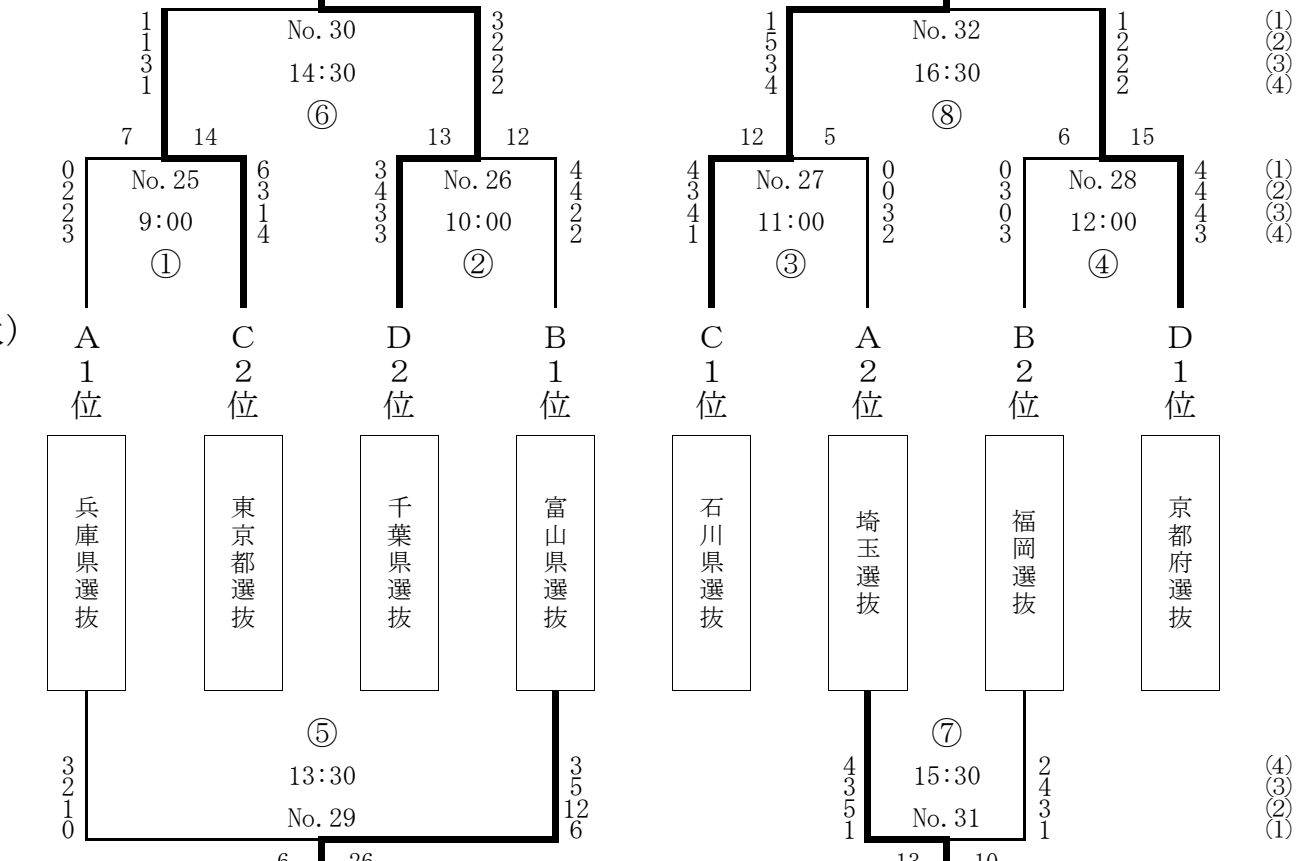 1 No.30 3 1 No.32 1 (1)
1 2 5 2 (2)
3 14:30 2 3 16:30 2 (3)
1 2 4 2 (4)
⑥ ⑧
7 14 13 12 12 5 6 15
0 No.25 6 3 No.26 4 4 No.27 0 0 No.28 4 (1)
2 3 4 4 3 0 3 4 (2)
2 9:00 1 3 10:00 2 4 11:00 3 0 12:00 4 (3)
3 4 3 2 1 2 3 3 (4)
① ② ③ ④
)
A1位
C2位
D2位
B1位
C1位
A2位
B2位
D1位
兵庫県選抜
東京都選抜
千葉県選抜
富山県選抜
石川県選抜
埼玉選抜
福岡選抜
京都府選抜
⑤ ⑦
3 13:30 3 4 15:30 2 (4)
2 5 3 4 (3)
1 No.29 12 5 No.31 3 (2)
0 6 1 1 (1)
6 26 13 10